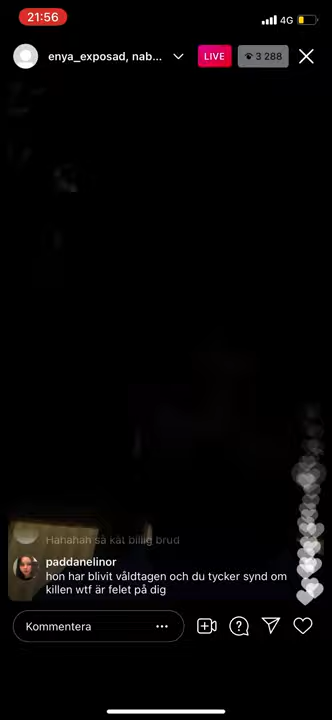 21:56
4G
enya_exposad, nab...
LIVE
3 288
Hahahah så kåt billig brud
paddanelinor
hon har blivit våldtagen och du tycker synd om
killen wtf är felet på dig
Kommentera